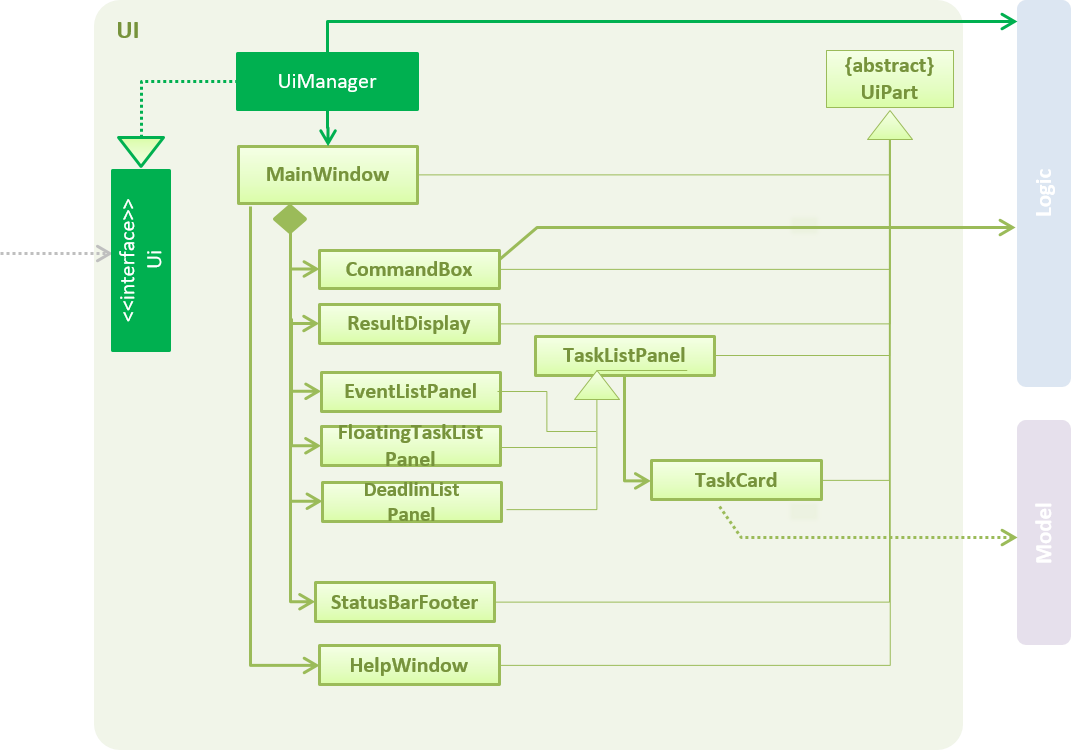 UI
UiManager
{abstract}
UiPart
MainWindow
Logic
<<interface>>
Ui
CommandBox
ResultDisplay
TaskListPanel
EventListPanel
FloatingTaskList
Panel
TaskCard
DeadlinList
Panel
Model
StatusBarFooter
HelpWindow